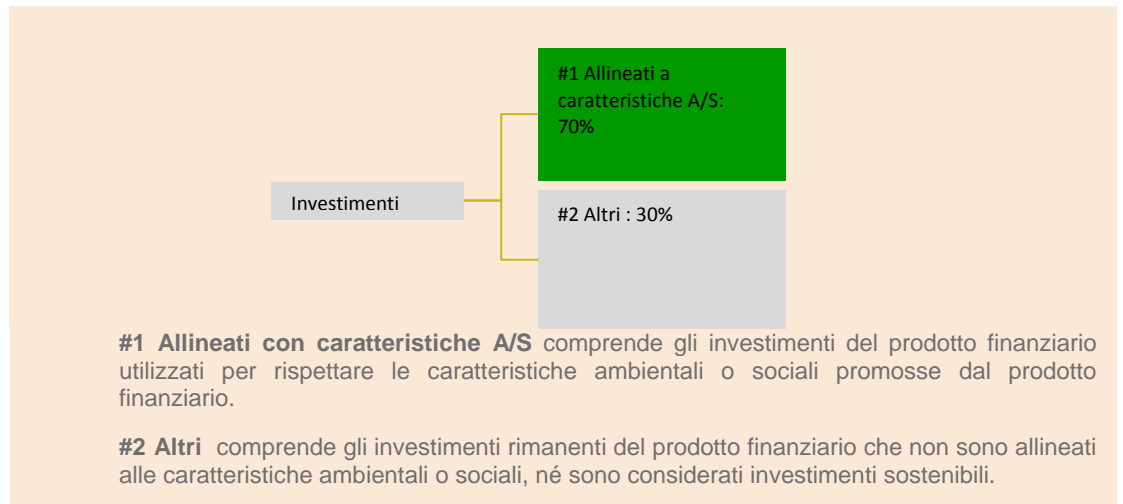 #1 Allineati a
caratteristiche A/S:
70%
Investimenti
#2 Altri : 30%
#1 Allineati con caratteristiche A/S comprende gli investimenti del prodotto finanziario
utilizzati per rispettare le caratteristiche ambientali o sociali promosse dal prodotto
finanziario.
#2 Altri comprende gli investimenti rimanenti del prodotto finanziario che non sono allineati
alle caratteristiche ambientali o sociali, né sono considerati investimenti sostenibili.